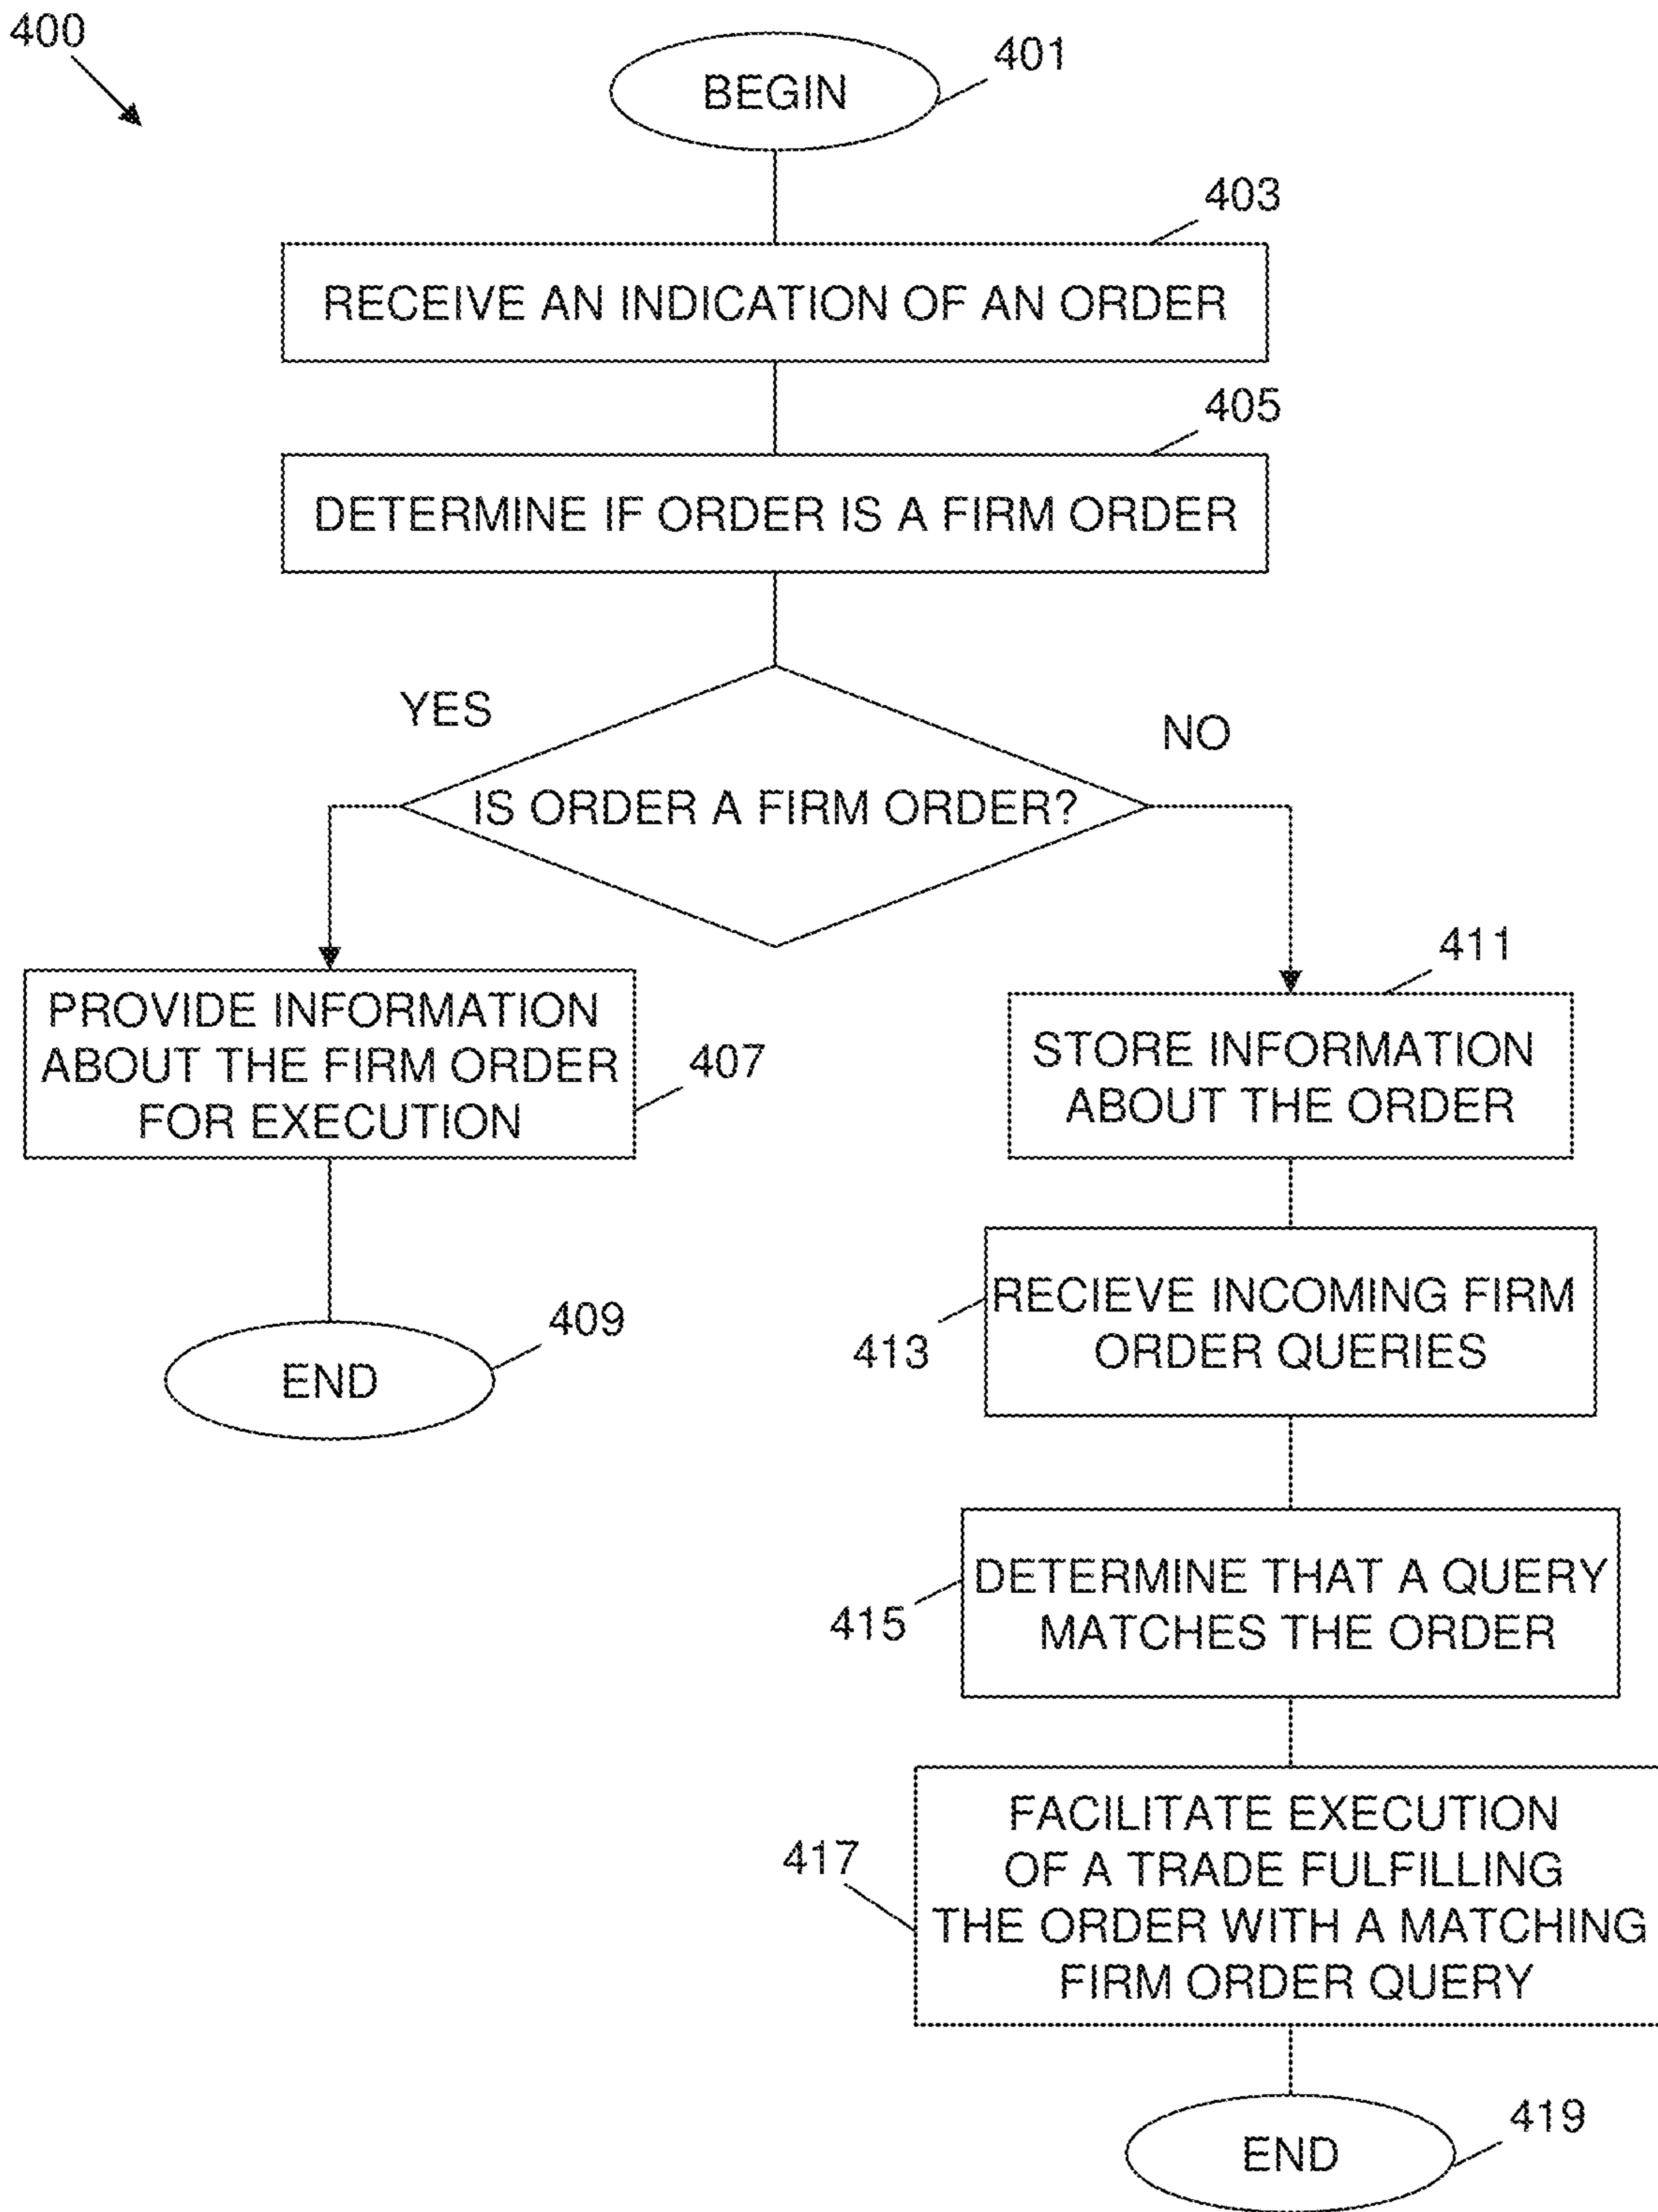 400
BEGIN
401
403
RECEIVE AN INDICATION OF AN ORDER
405
DETERMINE IF ORDER IS A FIRM ORDER
YES
NO
IS ORDER A FIRM ORDER?
PROVIDE INFORMATION
ABOUT THE FIRM ORDER
FOR EXECUTION
407
END
409
411
STORE INFORMATION
ABOUT THE ORDER
RECIEVE INCOMING FIRM
ORDER QUERIES
413
DETERMINE THAT A QUERY
MATCHES THE ORDER
415
FACILITATE EXECUTION
OF A TRADE FULFILLING
THE ORDER WITH A MATCHING
FIRM ORDER QUERY
417
END
419